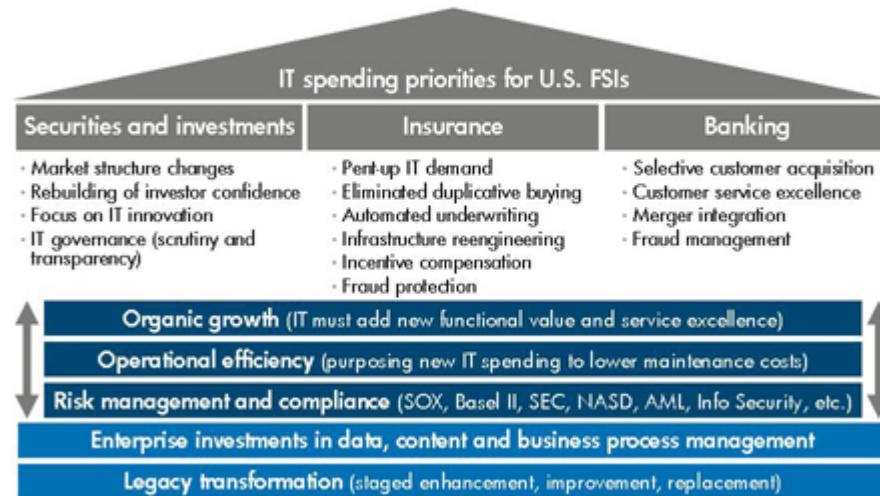 IT spending priorities for U.S. FSIs
Securities and investments
· Market structure changes
· Rebuilding of investor confidence
· Focus on IT innovation
· IT governance (scrutiny and
transparency)
Insurance
· Pent-up IT demand
· Eliminated duplicative buying
· Automated underwriting
· Infrastructure reengineering
· Incentive compensation
· Fraud protection
Banking
· Selective customer acquisition
· Customer service excellence
· Merger integration
· Fraud management
Organic growth (IT must add new functional value and service excellence)
Operational efficiency (purposing new IT spending to lower maintenance costs)
Risk management and compliance (SOX, Basel II, SEC, NASD, AML, Info Security, etc.)
Enterprise investments in data, content and business process management
Legacy transformation (staged enhancement, improvement, replacement)